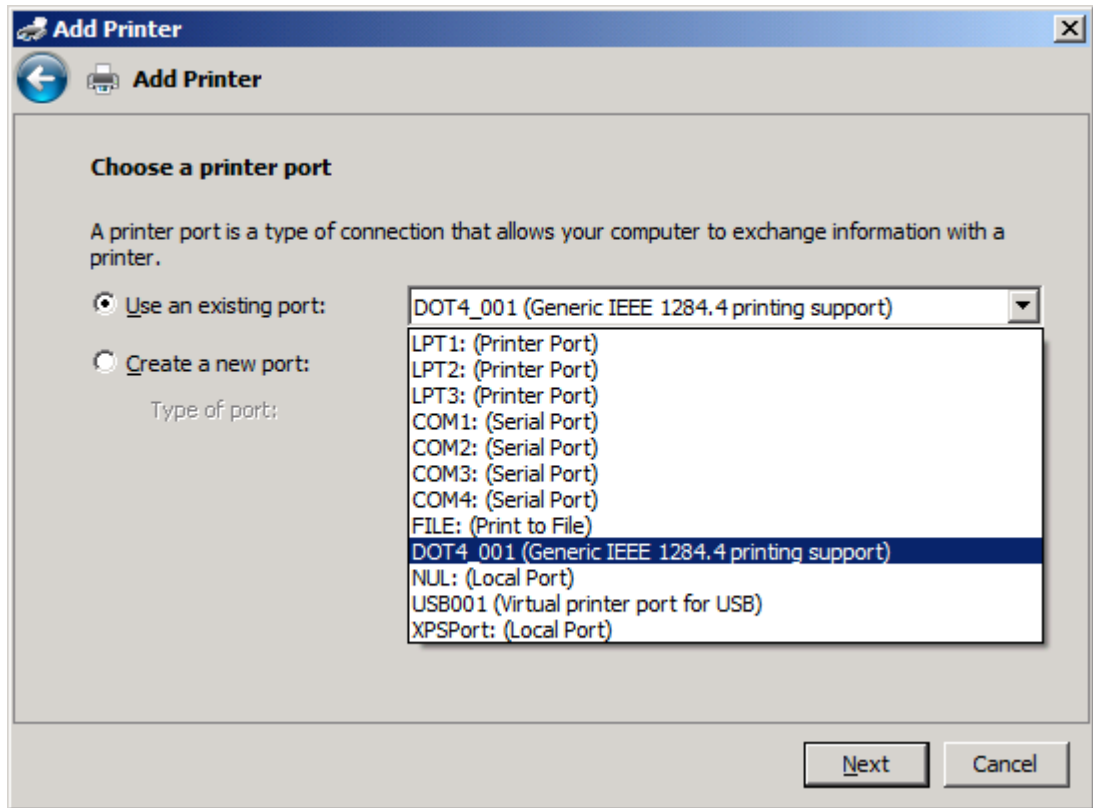 Add Printer
Add Printer
Choose a printer port
A printer port is a type of connection that allows your computer to exchange information with a
printer.
Use an existing port:
DOT4_001 (Generic IEEE 1284.4 printing support)
LPT1: (Printer Port)
LPT2: (Printer Port)
Create a new port:
LPT3: (Printer Port)
Type of port:
COM1: (Serial Port)
COM2: (Serial Port)
COM3: (Serial Port)
COM4: (Serial Port)
FILE: (Print to File)
DOT4_001 (Generic IEEE 1284.4 printing support)
NUL: (Local Port)
USB001 (Virtual printer port for USB)
XPSPort: (Local Port)
Next
Cancel